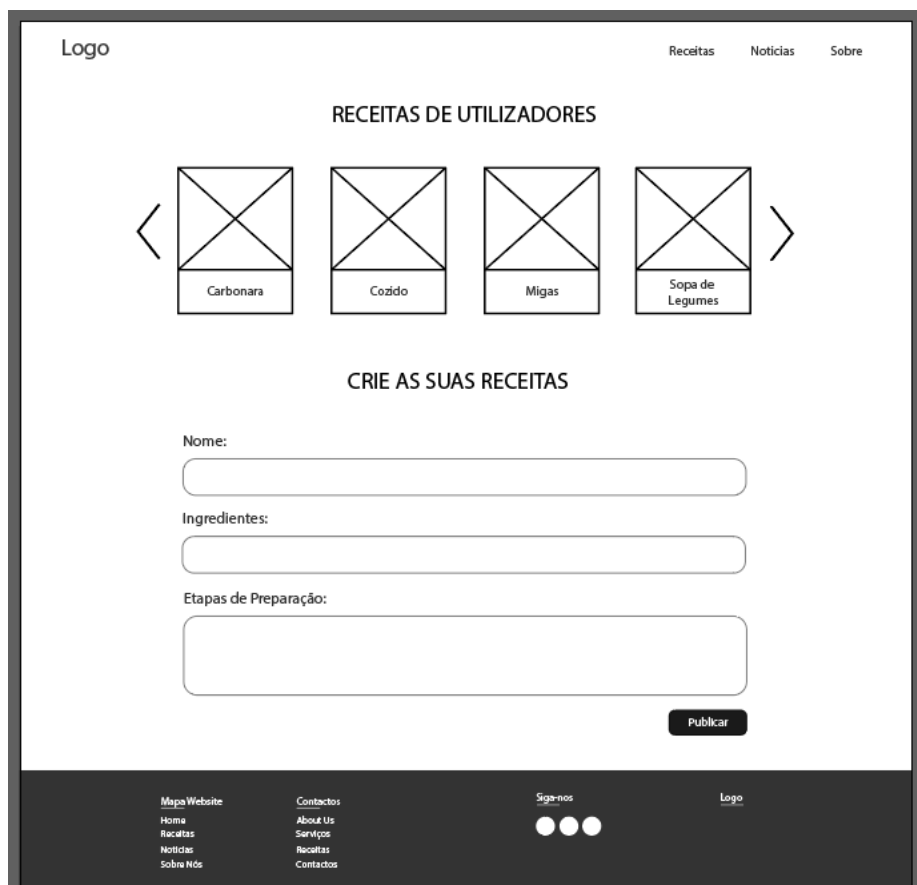 Logo
Receitas
Noticias
Sobre
RECEITAS DE UTILIZADORES
Carbonara
Cozido
Migas
Sopa de
Legumes
CRIE AS SUAS RECEITAS
Nome:
Ingredientes:
Etapas de Preparação:
Publicar
Mapa Website
Home
Receitas
Noticias
Sobre Nós
Contactos
About Us
Serviços
Receitas
Contactos
Siga-nos
Logo